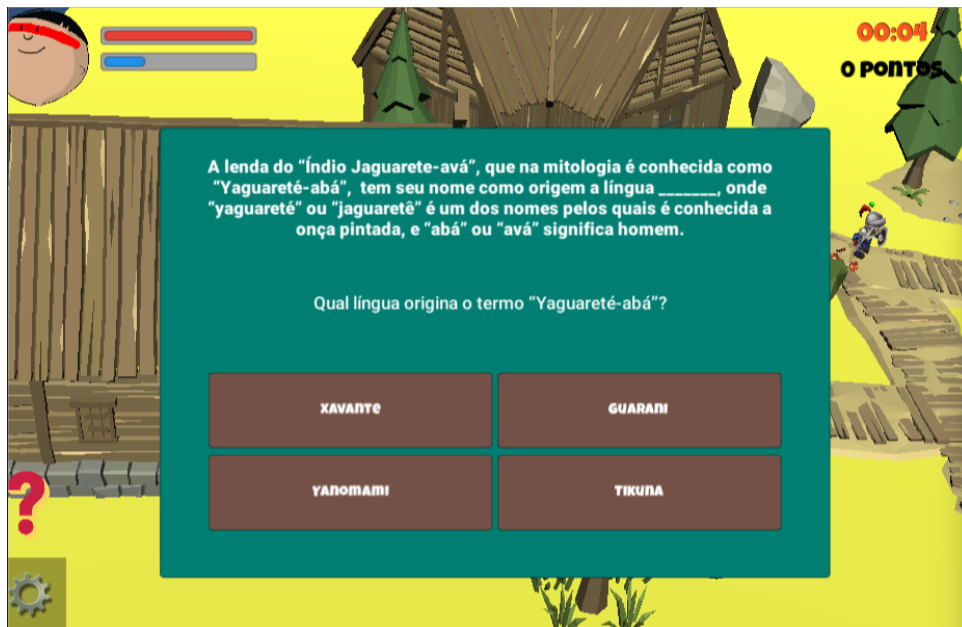 00:04
0 PONTOS
A lenda do “Índio Jaguarete-avá”, que na mitologia é conhecida como
“Yaguareté-abá”, tem seu nome como origem a língua _______, onde
“yaguareté” ou “jaguaretê” é um dos nomes pelos quais é conhecida a
onça pintada, e “abá” ou “avá” significa homem.
Qual língua origina o termo “Yaguareté-abá”?
XAVANTE
GUARANI
YANOMAMI
TIKUNA
?